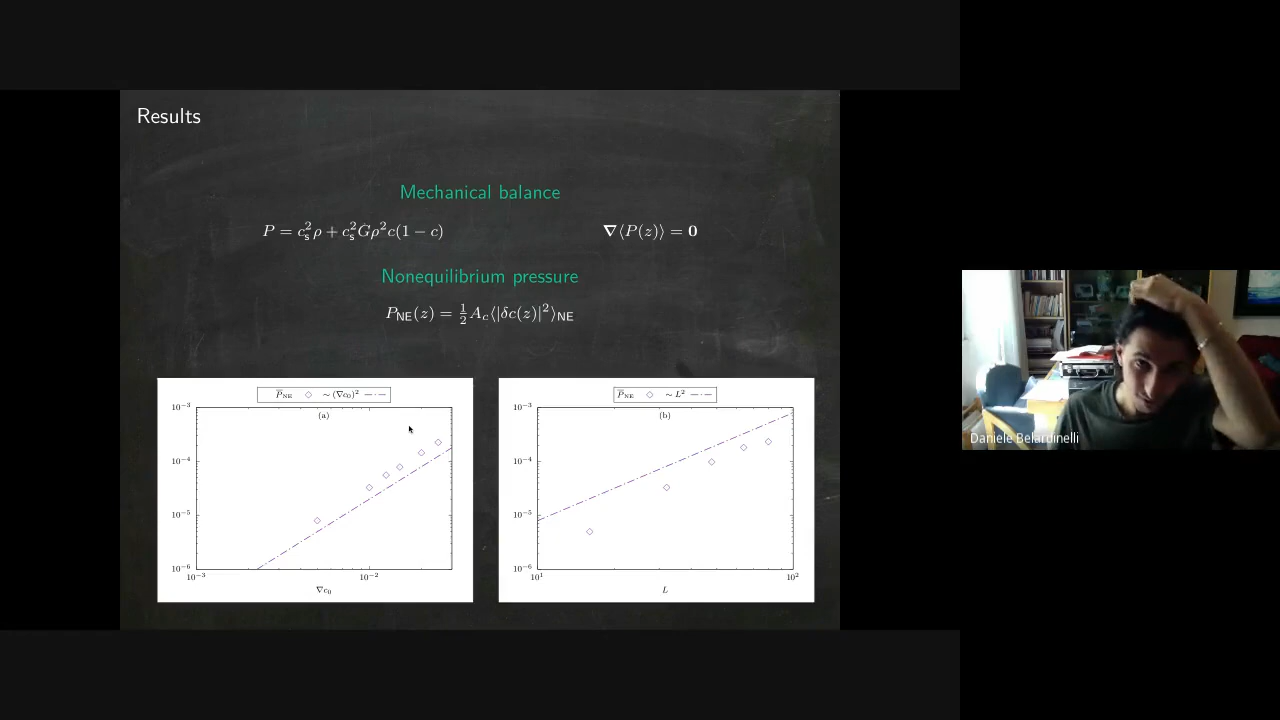 Results
Mechanical balance
P = c_s^2 ρ + c_s^2 G ρ^2 c(1 − c)
∇⟨P(z)⟩ = 0
Nonequilibrium pressure
P_NE(z) = 1/2 A_c⟨|δc(z)|^2⟩_NE
P̅_NE ◇ ∼ (∇c_0)^2
(a)
10^−3
10^−4
10^−5
10^−6
10^−3 10^−2
∇c_0
P̅_NE ◇ ∼ L^2
(b)
10^−3
10^−4
10^−5
10^−6
10^1 10^2
L
Daniele Belardinelli